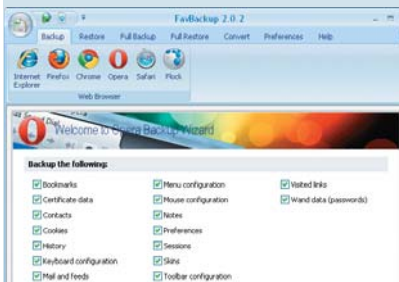 FavBackup 2.0.2
Backup Restore Full Backup Full Restore Convert Preferences Help
Internet Explorer Firefox Chrome Opera Safari Flock
Web Browser
Welcome to Opera Backup Wizard
Backup the following:
Bookmarks Menu configuration Visited links
Certificate data Mouse configuration Wand data (passwords)
Contacts Notes
Cookies Preferences
History Sessions
Keyboard configuration Skins
Mail and feeds Toolbar configuration